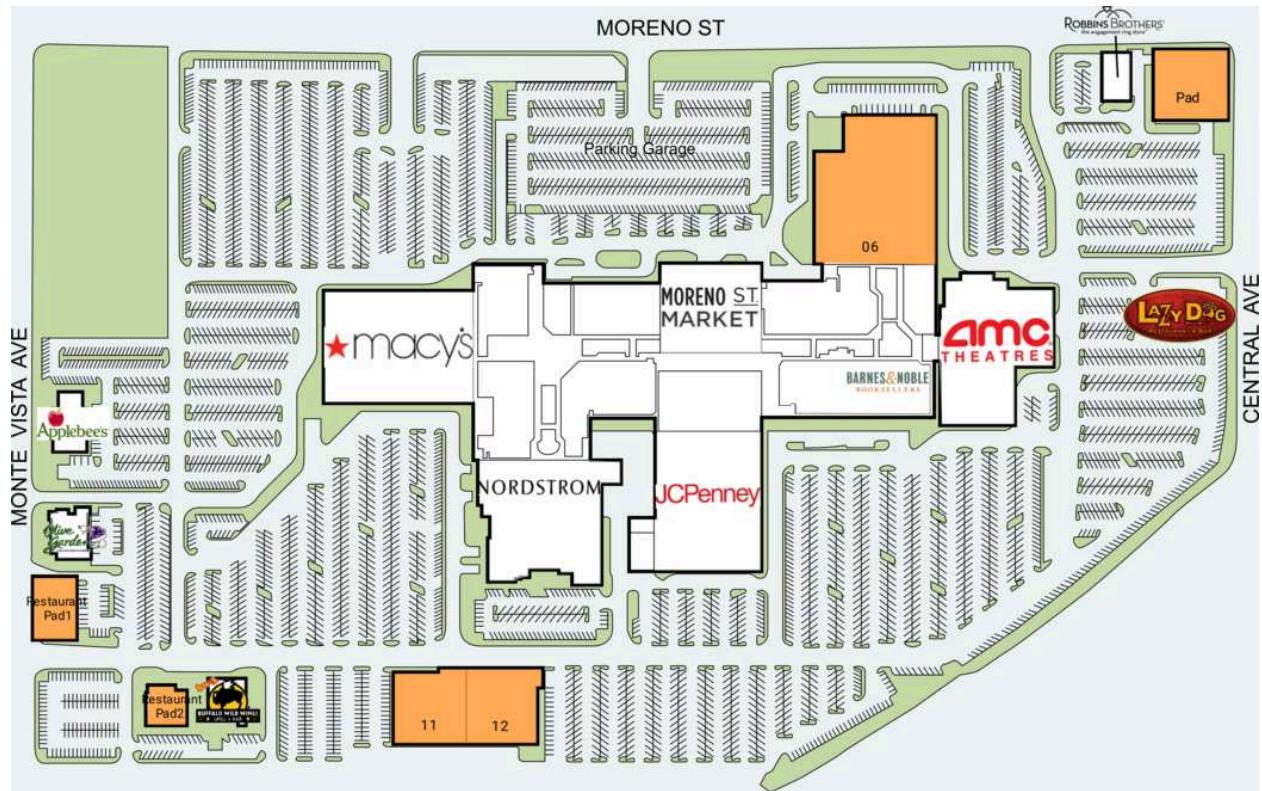 MORENO ST
ROBBINS BROTHERS
the engagement ring store
Pad
Parking Garage
06
MORENO ST
MARKET
macy's
amc
THEATRES
LAZY DOG
BARNES & NOBLE
BOOKSELLERS
MONTE VISTA AVE
CENTRAL AVE
Applebee's
NORDSTROM
JCPenney
Olive
Garden
Restaurant
Pad1
Restaurant
Pad2
BUFFALO WILD WINGS
GRILL & BAR
11
12